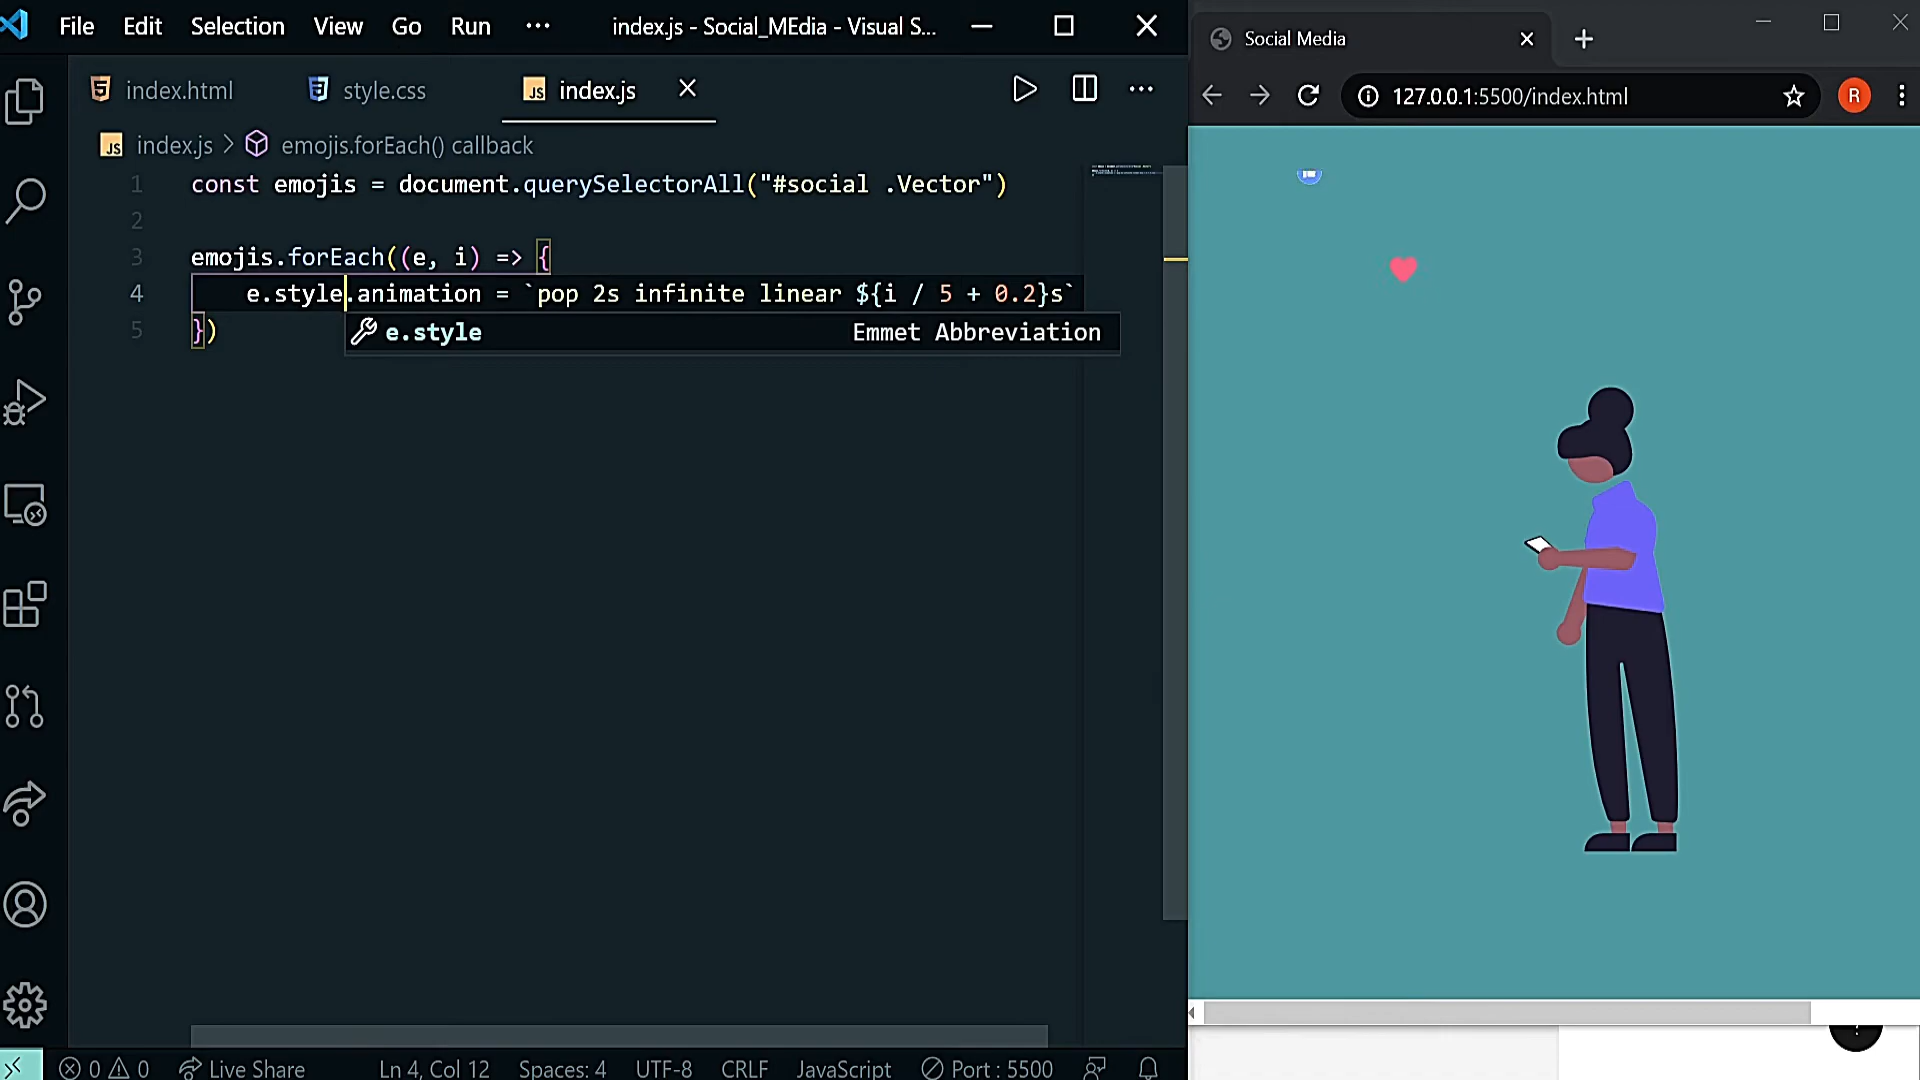 File Edit Selection View Go Run ··· index.js - Social_MEdia - Visual S...
index.html style.css JS index.js
JS index.js > emojis.forEach() callback
1 const emojis = document.querySelectorAll("#social .Vector")
2
3 emojis.forEach((e, i) => {
4 e.style.animation = `pop 2s infinite linear ${i / 5 + 0.2}s`
5 })
e.style Emmet Abbreviation
0 0 Live Share Ln 4, Col 12 Spaces: 4 UTF-8 CRLF JavaScript Port : 5500
Social Media
127.0.0.1:5500/index.html R